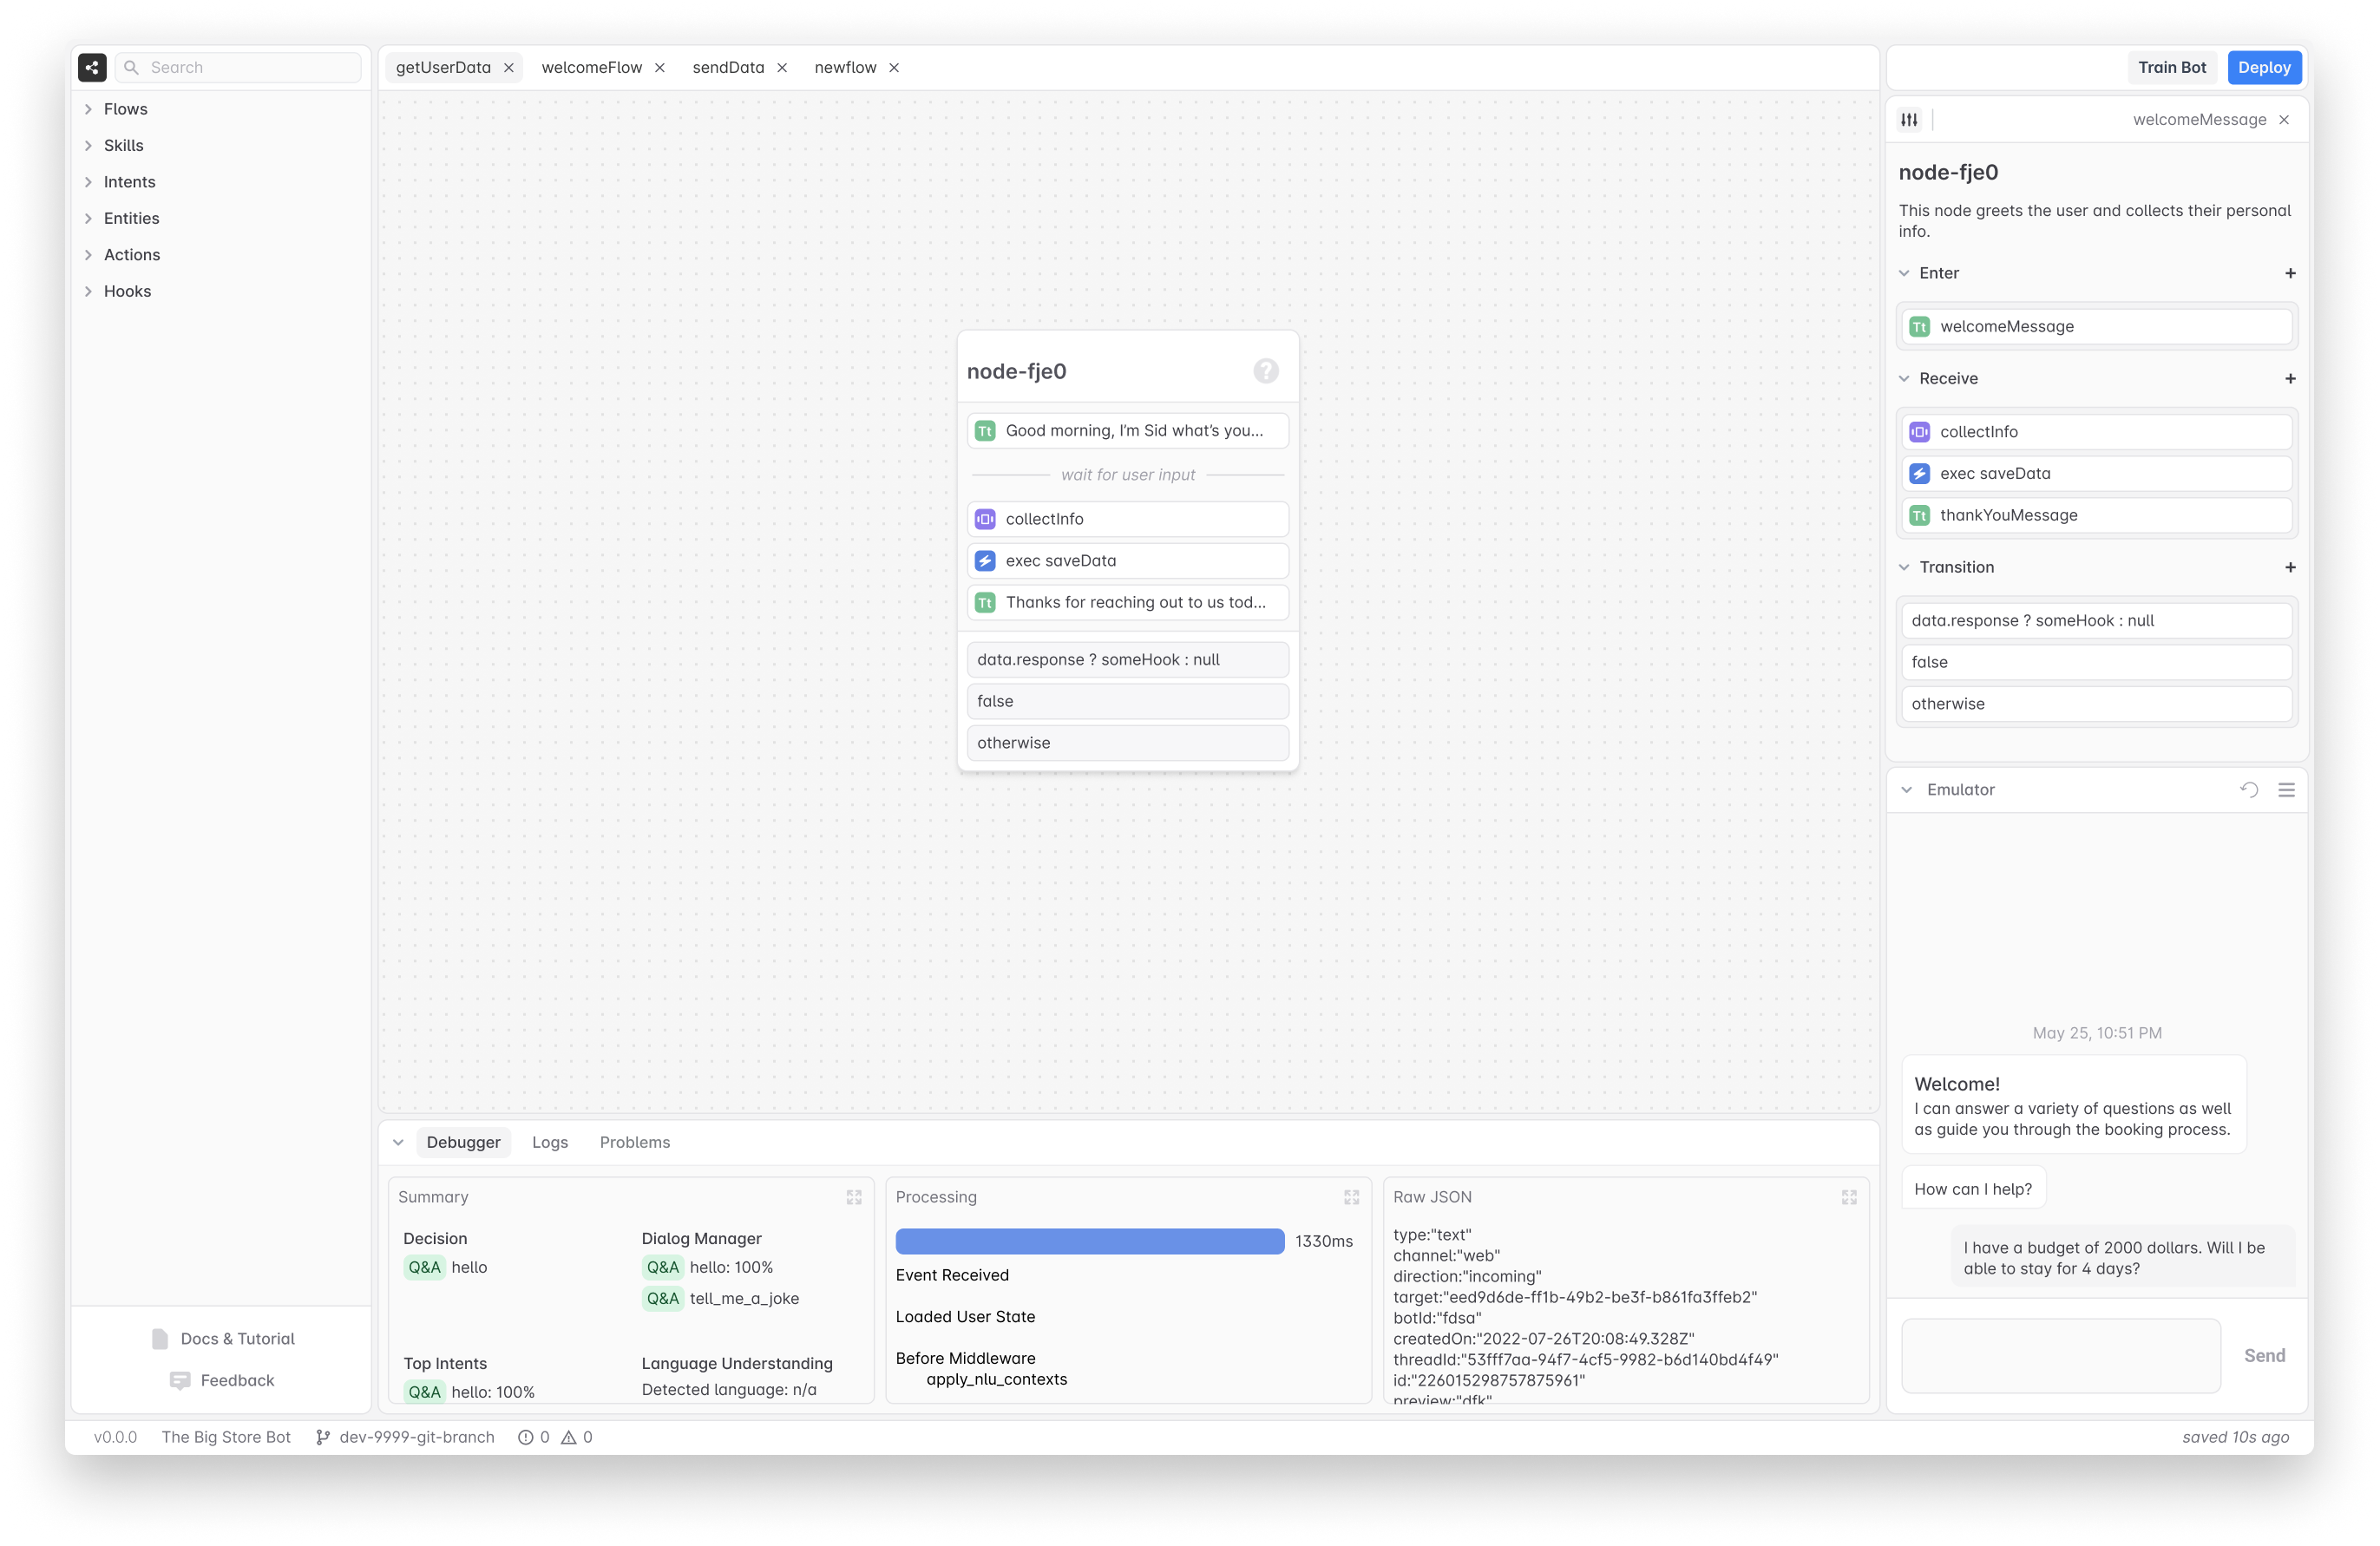 Search
Flows
Skills
Intents
Entities
Actions
Hooks
Docs & Tutorial
Feedback
getUserData
welcomeFlow
sendData
newflow
node-fje0
?
Tt Good morning, I’m Sid what’s you...
wait for user input
collectInfo
exec saveData
Tt Thanks for reaching out to us tod...
data.response ? someHook : null
false
otherwise
Debugger
Logs
Problems
Summary
Decision
Q&A hello
Dialog Manager
Q&A hello: 100%
Q&A tell_me_a_joke
Top Intents
Q&A hello: 100%
Language Understanding
Detected language: n/a
Processing
1330ms
Event Received
Loaded User State
Before Middleware
apply_nlu_contexts
Raw JSON
type:"text"
channel:"web"
direction:"incoming"
target:"eed9d6de-ff1b-49b2-be3f-b861fa3ffeb2"
botId:"fdsa"
createdOn:"2022-07-26T20:08:49.328Z"
threadId:"53fff7aa-94f7-4cf5-9982-b6d140bd4f49"
id:"226015298757875961"
preview:"dfk"
Train Bot
Deploy
welcomeMessage
node-fje0
This node greets the user and collects their personal
info.
Enter
Tt welcomeMessage
Receive
collectInfo
exec saveData
Tt thankYouMessage
Transition
data.response ? someHook : null
false
otherwise
Emulator
May 25, 10:51 PM
Welcome!
I can answer a variety of questions as well
as guide you through the booking process.
How can I help?
I have a budget of 2000 dollars. Will I be
able to stay for 4 days?
Send
v0.0.0
The Big Store Bot
dev-9999-git-branch
0
0
saved 10s ago